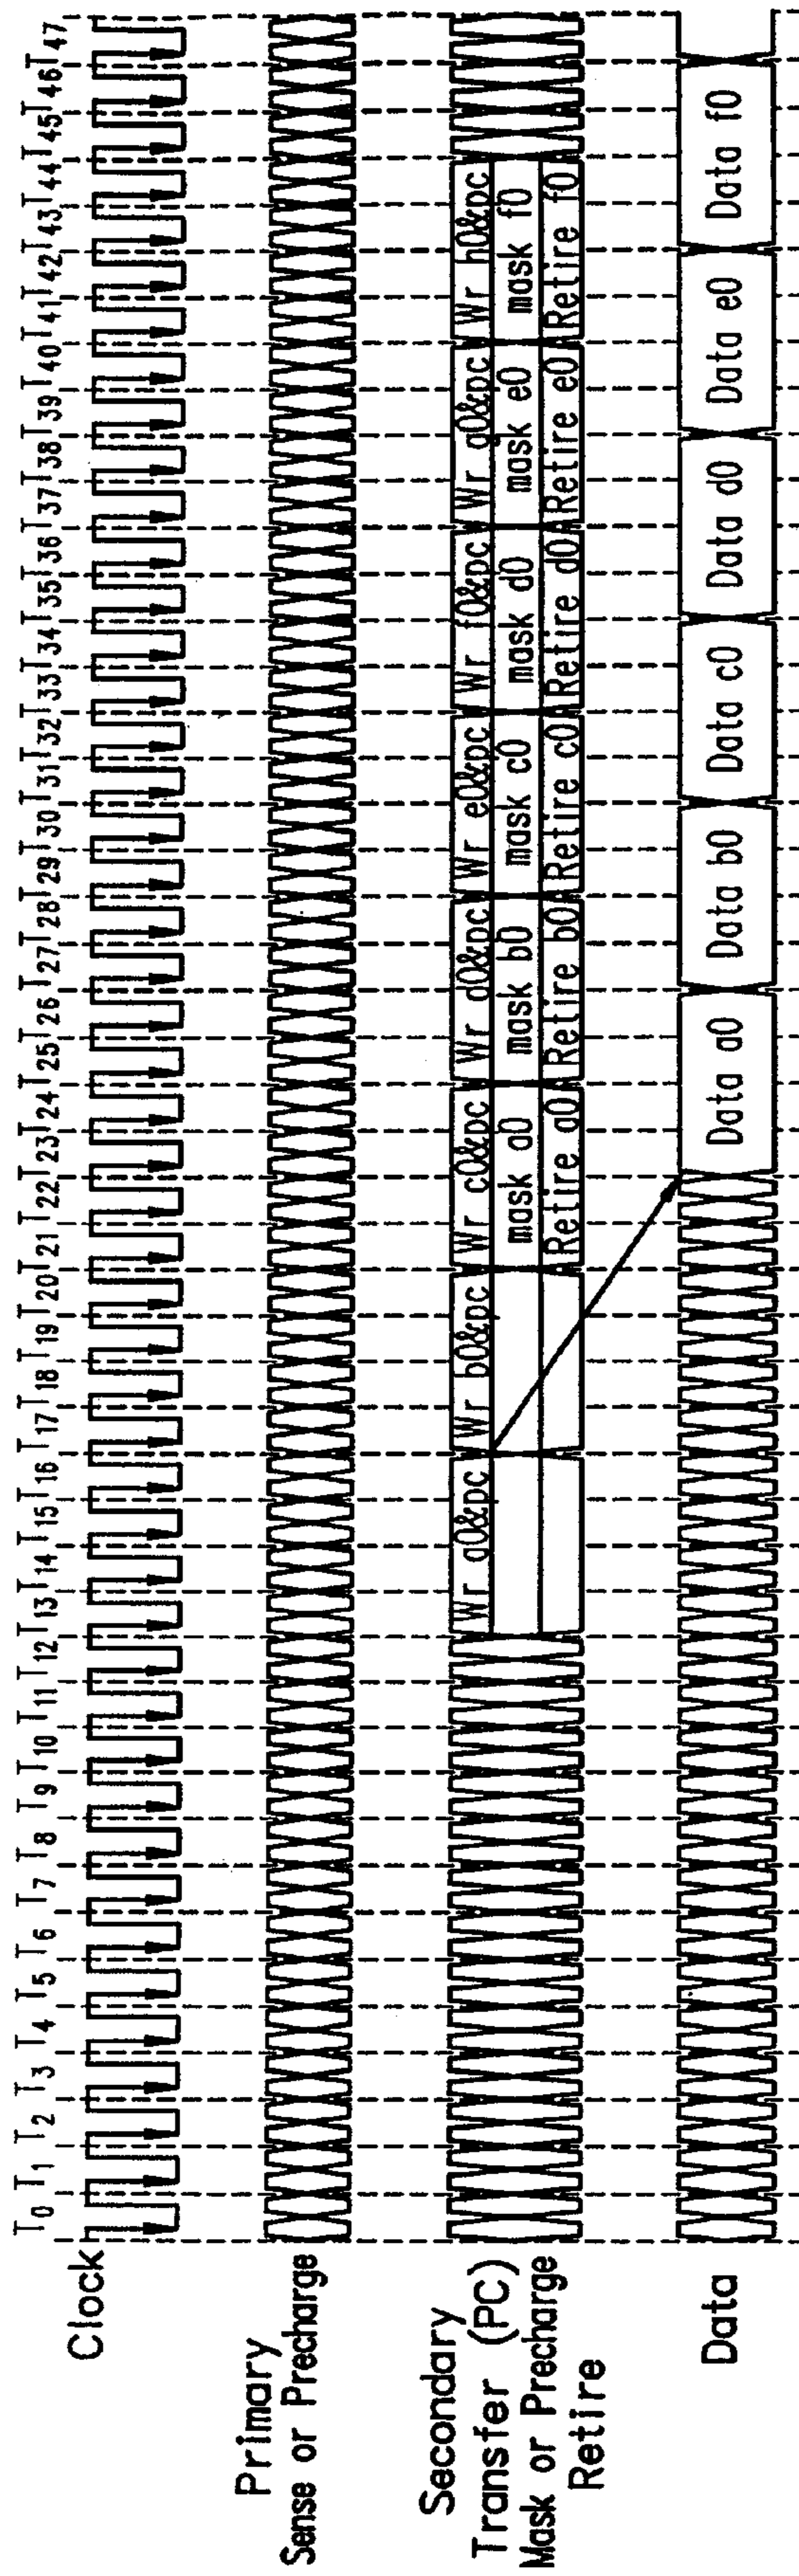 T0 T1 T2 T3 T4 T5 T6 T7 T8 T9 T10 T11 T12 T13 T14 T15 T16 T17 T18 T19 T20 T21 T22 T23 T24 T25 T26 T27 T28 T29 T30 T31 T32 T33 T34 T35 T36 T37 T38 T39 T40 T41 T42 T43 T44 T45 T46 T47
Clock
Primary
Sense or Precharge
Secondary
Transfer (PC) Wr a0&pc Wr b0&pc Wr c0&pc Wr d0&pc Wr e0&pc Wr f0&pc Wr g0&pc Wr h0&pc
Mask or Precharge mask a0 mask b0 mask c0 mask d0 mask e0 mask f0
Retire Retire a0 Retire b0 Retire c0 Retire d0 Retire e0 Retire f0
Data Data a0 Data b0 Data c0 Data d0 Data e0 Data f0